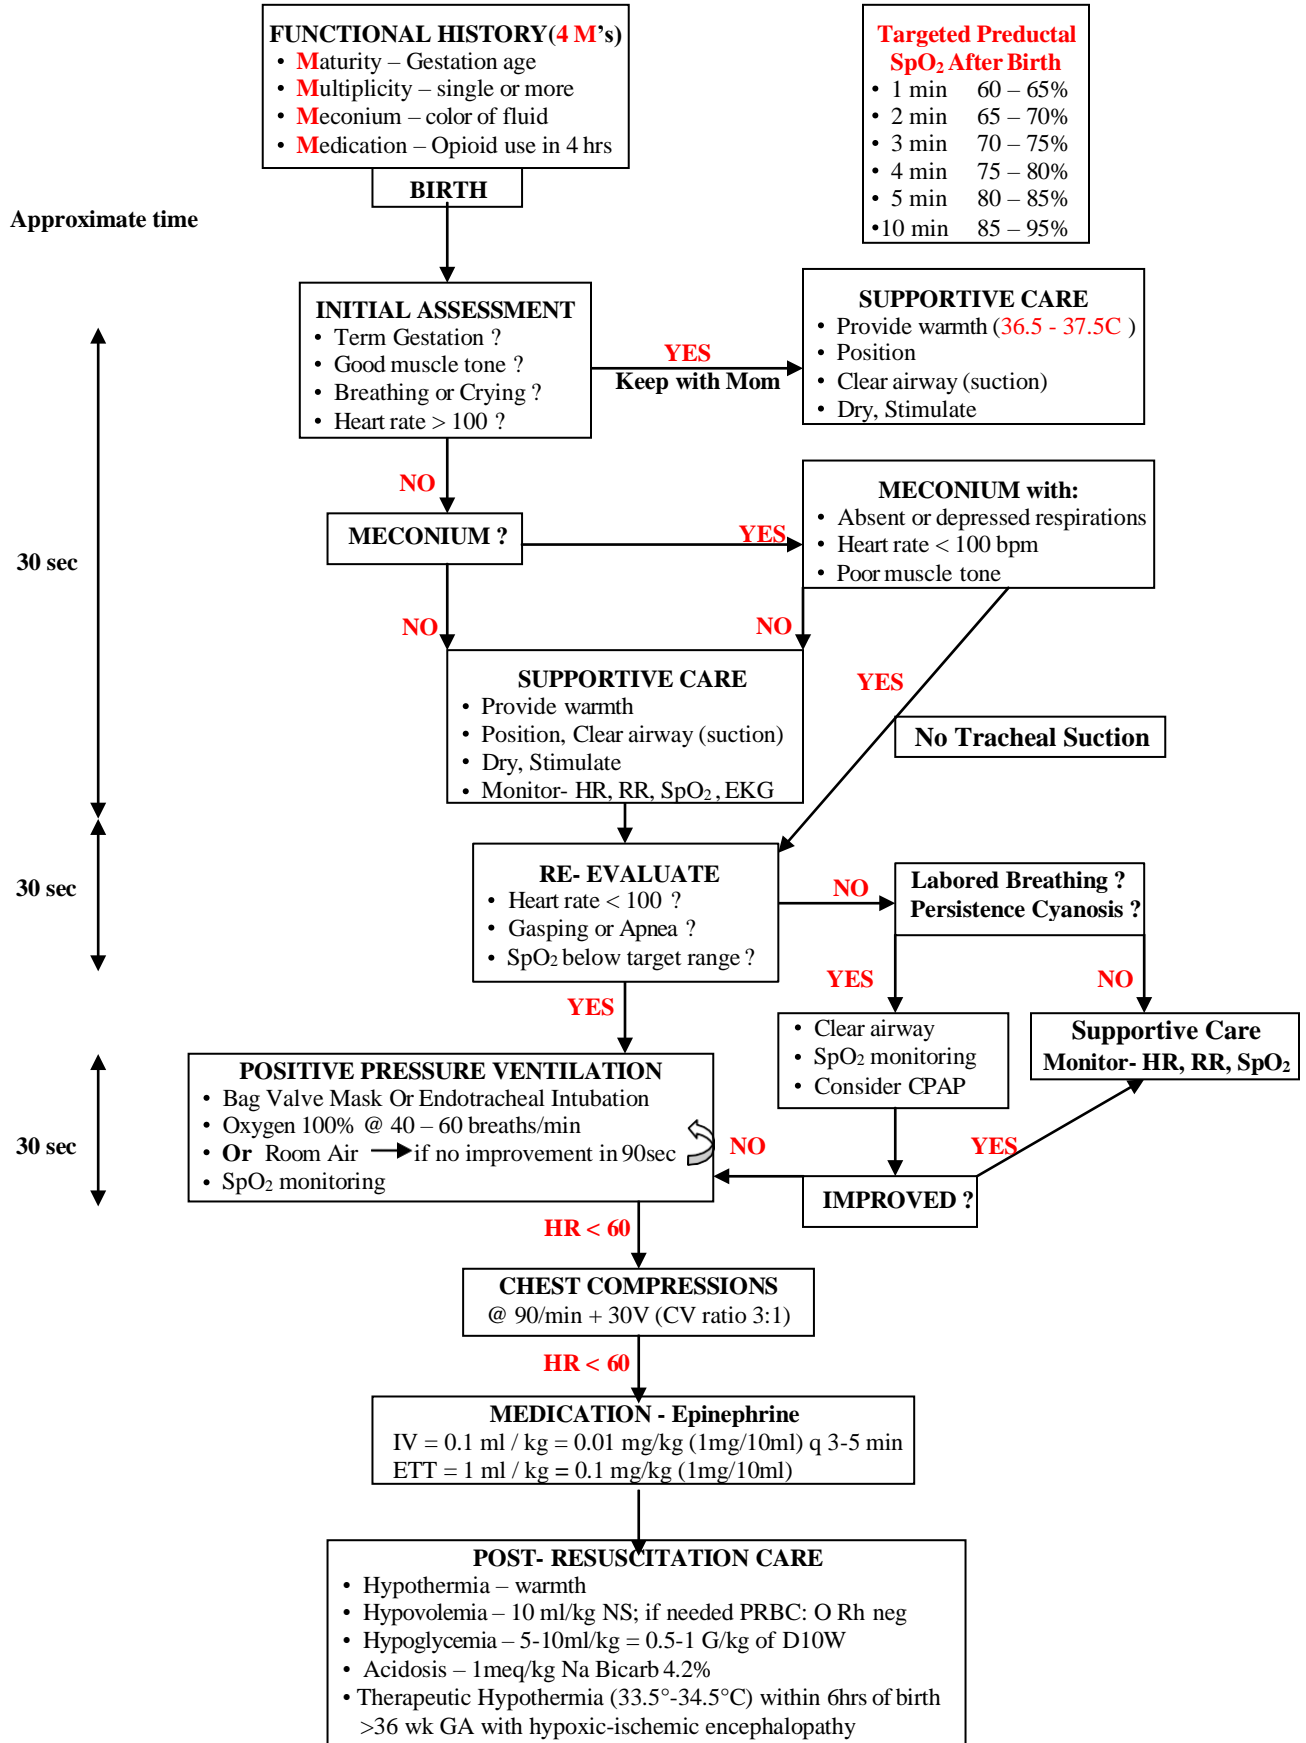 FUNCTIONAL HISTORY(4 M's)
• Maturity – Gestation age
• Multiplicity – single or more
• Meconium – color of fluid
• Medication – Opioid use in 4 hrs
BIRTH
Targeted Preductal
SpO₂ After Birth
• 1 min 60 – 65%
• 2 min 65 – 70%
• 3 min 70 – 75%
• 4 min 75 – 80%
• 5 min 80 – 85%
•10 min 85 – 95%
Approximate time
INITIAL ASSESSMENT
• Term Gestation ?
• Good muscle tone ?
• Breathing or Crying ?
• Heart rate > 100 ?
YES
Keep with Mom
SUPPORTIVE CARE
• Provide warmth (36.5 - 37.5C )
• Position
• Clear airway (suction)
• Dry, Stimulate
NO
30 sec
MECONIUM ?
YES
MECONIUM with:
• Absent or depressed respirations
• Heart rate < 100 bpm
• Poor muscle tone
NO
NO
YES
No Tracheal Suction
SUPPORTIVE CARE
• Provide warmth
• Position, Clear airway (suction)
• Dry, Stimulate
• Monitor- HR, RR, SpO₂ , EKG
30 sec
RE- EVALUATE
• Heart rate < 100 ?
• Gasping or Apnea ?
• SpO₂ below target range ?
NO
Labored Breathing ?
Persistence Cyanosis ?
YES
YES
NO
• Clear airway
• SpO₂ monitoring
• Consider CPAP
Supportive Care
Monitor- HR, RR, SpO₂
30 sec
POSITIVE PRESSURE VENTILATION
• Bag Valve Mask Or Endotracheal Intubation
• Oxygen 100% @ 40 – 60 breaths/min
• Or Room Air → if no improvement in 90sec
• SpO₂ monitoring
NO
YES
IMPROVED ?
HR < 60
CHEST COMPRESSIONS
@ 90/min + 30V (CV ratio 3:1)
HR < 60
MEDICATION - Epinephrine
IV = 0.1 ml / kg = 0.01 mg/kg (1mg/10ml) q 3-5 min
ETT = 1 ml / kg = 0.1 mg/kg (1mg/10ml)
POST- RESUSCITATION CARE
• Hypothermia – warmth
• Hypovolemia – 10 ml/kg NS; if needed PRBC: O Rh neg
• Hypoglycemia – 5-10ml/kg = 0.5-1 G/kg of D10W
• Acidosis – 1meq/kg Na Bicarb 4.2%
• Therapeutic Hypothermia (33.5°-34.5°C) within 6hrs of birth
>36 wk GA with hypoxic-ischemic encephalopathy